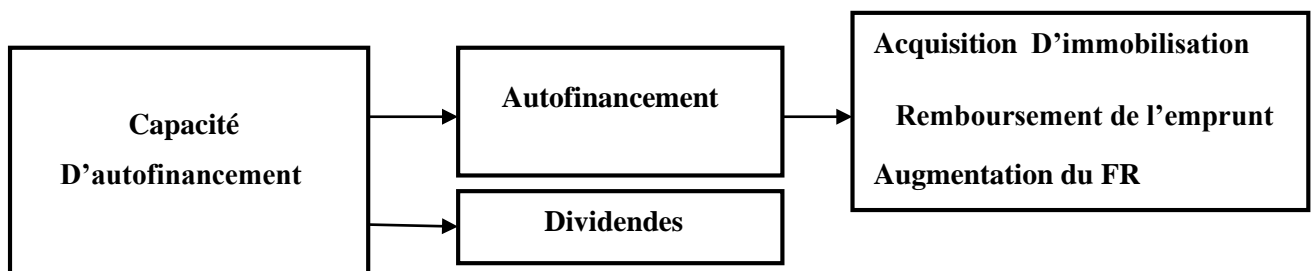 Capacité
D'autofinancement
Autofinancement
Dividendes
Acquisition D'immobilisation
Remboursement de l'emprunt
Augmentation du FR